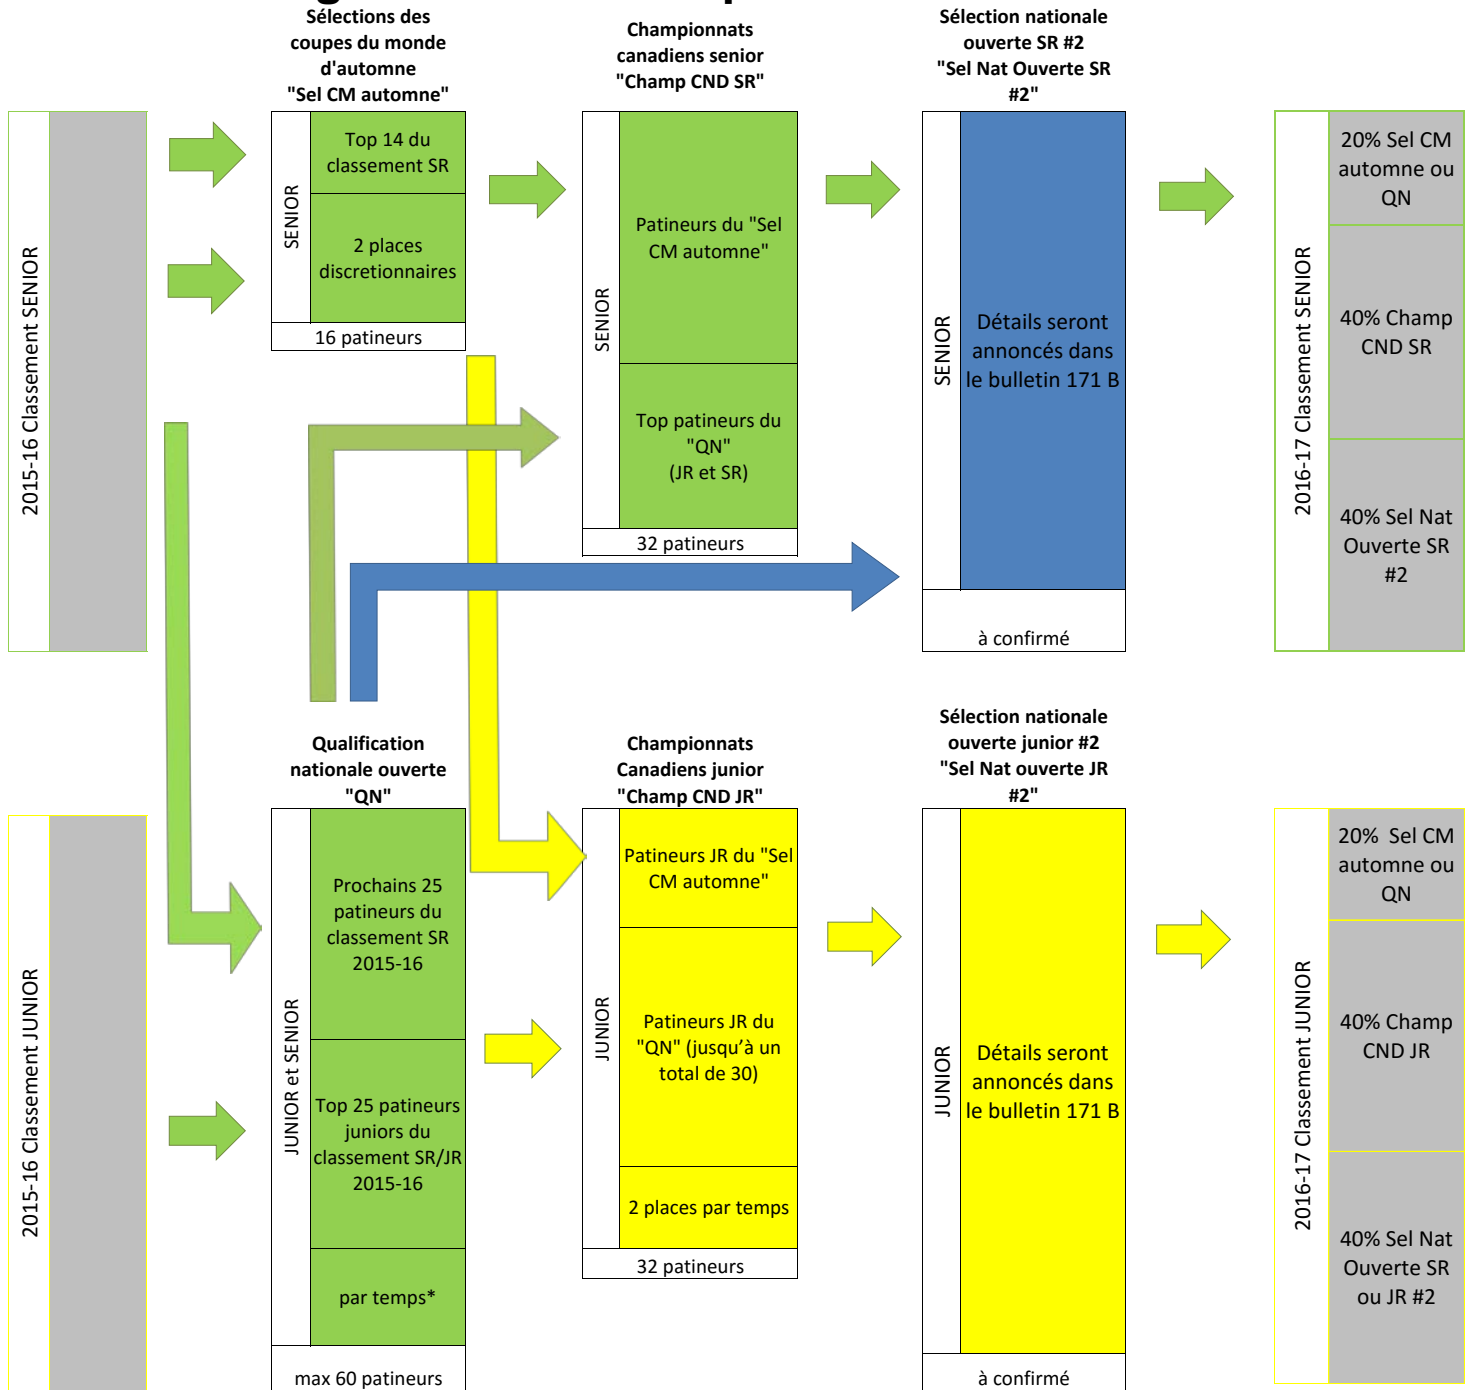 Sélections des
coupes du monde
d'automne
"Sel CM automne"
Championnats
canadiens senior
"Champ CND SR"
Sélection nationale
ouverte SR #2
"Sel Nat Ouverte SR
#2"
2015-16 Classement SENIOR
SENIOR
Top 14 du
classement SR
2 places
discretionnaires
16 patineurs
SENIOR
Patineurs du "Sel
CM automne"
Top patineurs du
"QN"
(JR et SR)
32 patineurs
SENIOR
Détails seront
annoncés dans
le bulletin 171 B
à confirmé
2016-17 Classement SENIOR
20% Sel CM
automne ou
QN
40% Champ
CND SR
40% Sel Nat
Ouverte SR
#2
Qualification
nationale ouverte
"QN"
Championnats
Canadiens junior
"Champ CND JR"
Sélection nationale
ouverte junior #2
"Sel Nat ouverte JR
#2"
2015-16 Classement JUNIOR
JUNIOR et SENIOR
Prochains 25
patineurs du
classement SR
2015-16
Top 25 patineurs
juniors du
classement SR/JR
2015-16
par temps*
max 60 patineurs
JUNIOR
Patineurs JR du "Sel
CM automne"
Patineurs JR du
"QN" (jusqu'à un
total de 30)
2 places par temps
32 patineurs
JUNIOR
Détails seront
annoncés dans
le bulletin 171 B
à confirmé
2016-17 Classement JUNIOR
20%  Sel CM
automne ou
QN
40% Champ
CND JR
40% Sel Nat
Ouverte SR
ou JR #2